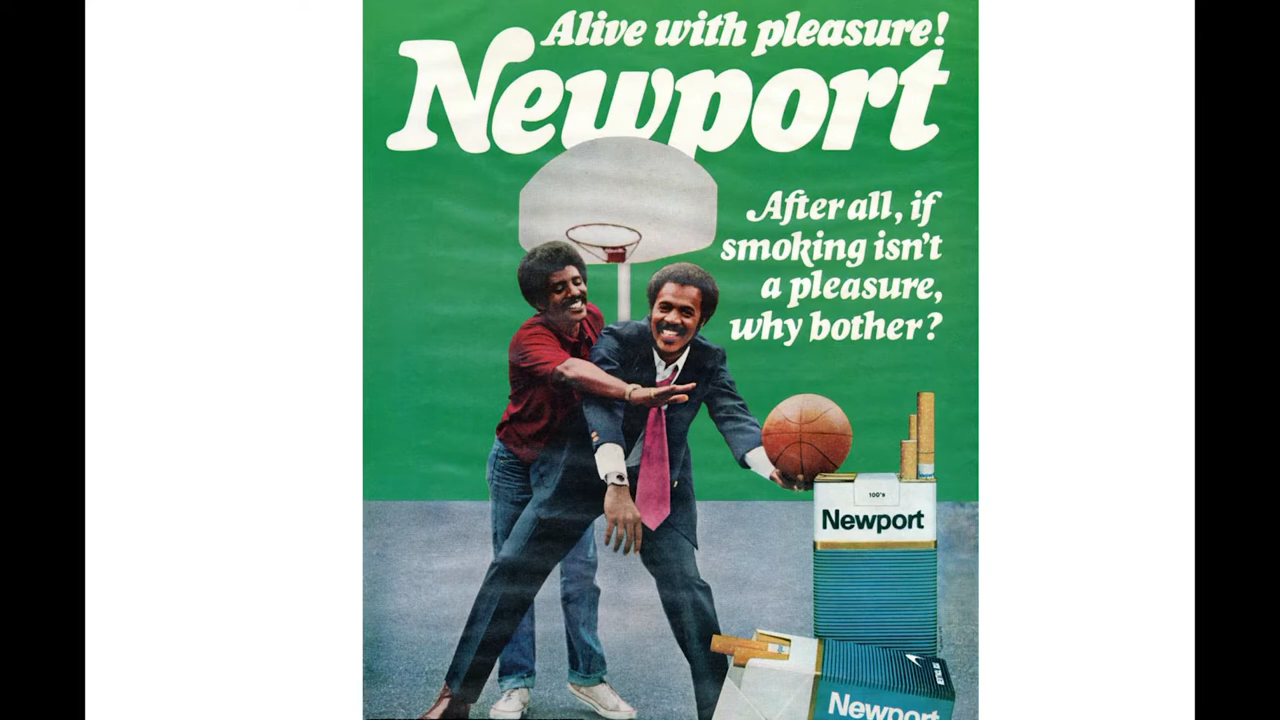 Alive with pleasure!
Newport
After all, if
smoking isn't
a pleasure,
why bother?
100's
Newport
Newport